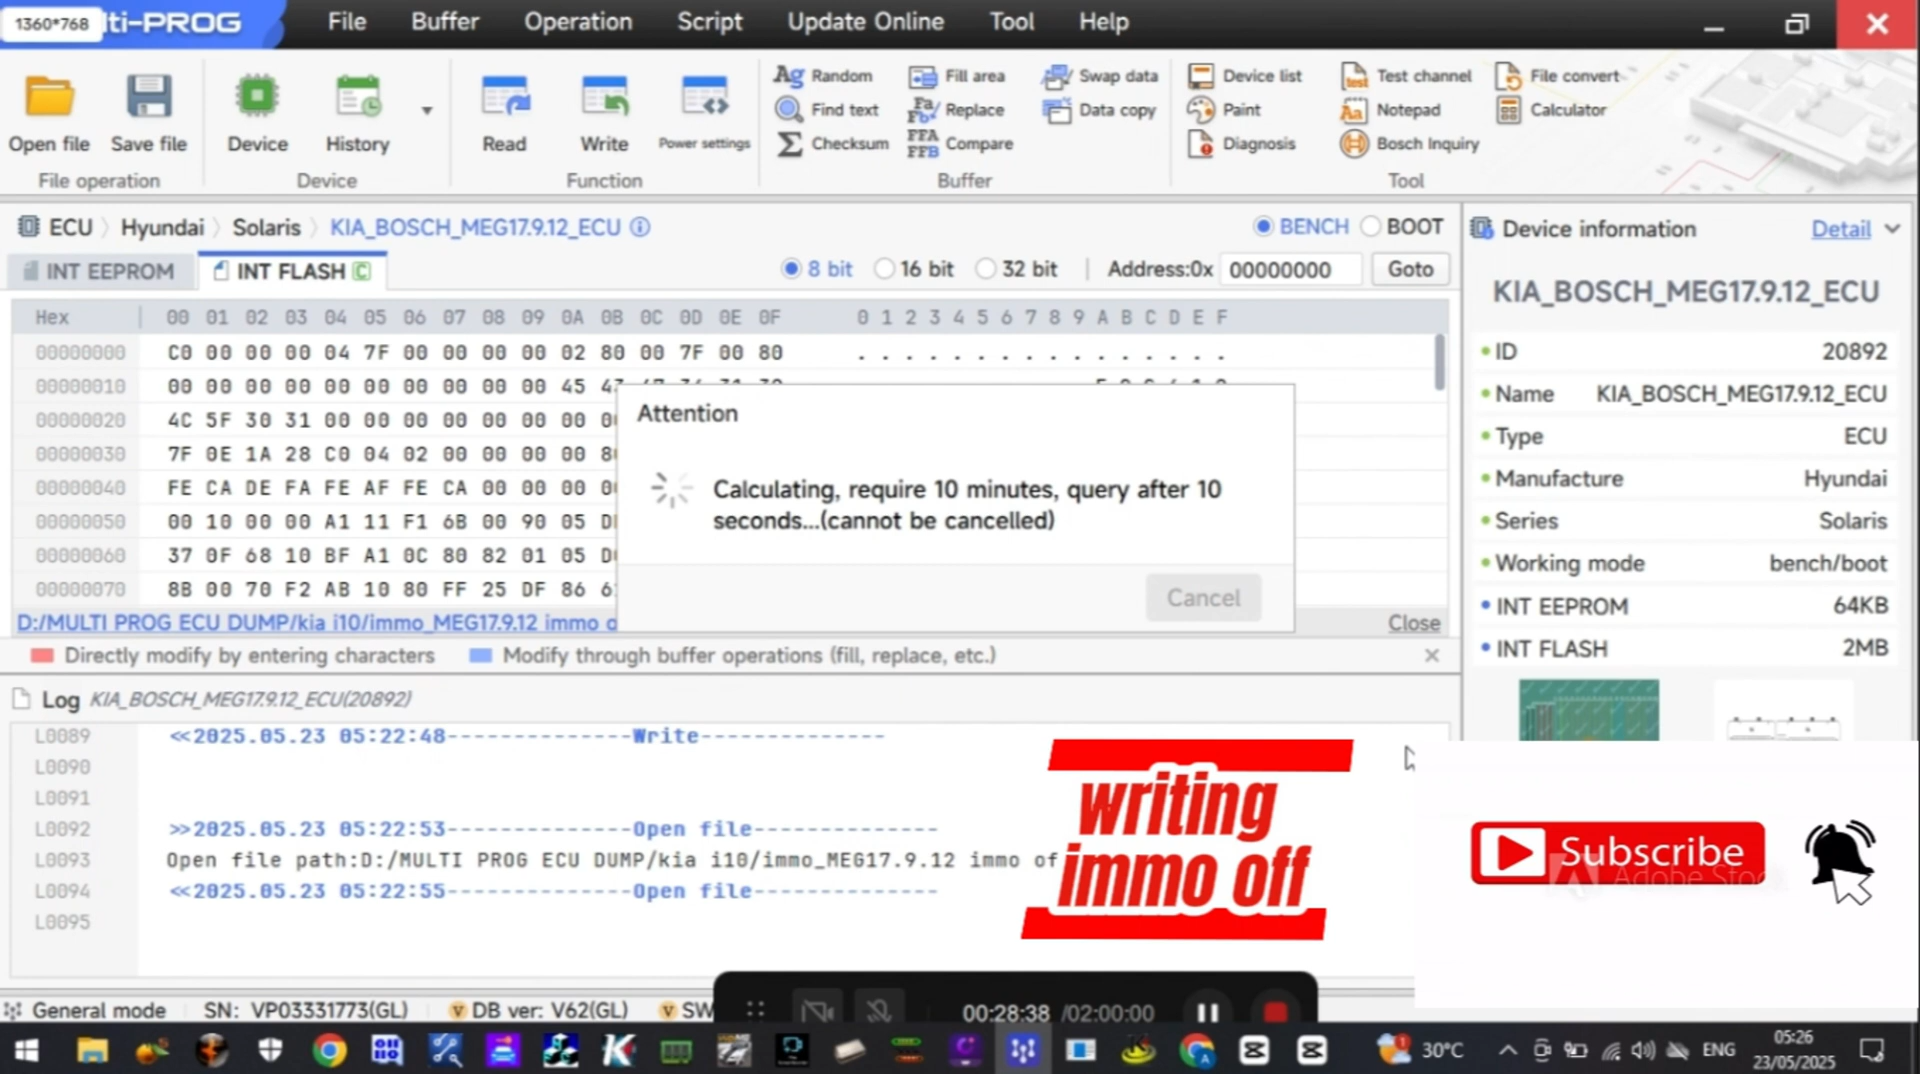 1360*768
lti-PROG
File Buffer Operation Script Update Online Tool Help
Open file Save file
File operation
Device History
Device
Read Write Power settings
Function
Random Fill area Swap data
Find text Replace Data copy
Checksum Compare
Buffer
Device list Test channel File convert
Paint Notepad Calculator
Diagnosis Bosch Inquiry
Tool
ECU Hyundai Solaris KIA_BOSCH_MEG17.9.12_ECU BENCH BOOT
INT EEPROM INT FLASH C 8 bit 16 bit 32 bit Address:0x 00000000 Goto
Hex 00 01 02 03 04 05 06 07 08 09 0A 0B 0C 0D 0E 0F 0 1 2 3 4 5 6 7 8 9 A B C D E F
00000000 C0 00 00 00 04 7F 00 00 00 00 02 80 00 7F 00 80 . . . . . . . . . . . . . . . .
00000010 00 00 00 00 00 00 00 00 00 00 45
00000020 4C 5F 30 31 00 00 00 00 00 00 00
00000030 7F 0E 1A 28 C0 04 02 00 00 00 00
00000040 FE CA DE FA FE AF FE CA 00 00 00
00000050 00 10 00 00 A1 11 F1 6B 00 90 05
00000060 37 0F 68 10 BF A1 0C 80 82 01 05
00000070 8B 00 70 F2 AB 10 80 FF 25 DF 86
Attention
Calculating, require 10 minutes, query after 10
seconds...(cannot be cancelled)
Cancel
D:/MULTI PROG ECU DUMP/kia i10/immo_MEG17.9.12 immo o
Close
Directly modify by entering characters Modify through buffer operations (fill, replace, etc.)
Log KIA_BOSCH_MEG17.9.12_ECU(20892)
L0089 <<2025.05.23 05:22:48-------------Write-------------
L0090
L0091
L0092 >>2025.05.23 05:22:53-------------Open file-------------
L0093 Open file path:D:/MULTI PROG ECU DUMP/kia i10/immo_MEG17.9.12 immo of
L0094 <<2025.05.23 05:22:55-------------Open file-------------
L0095
Device information Detail
KIA_BOSCH_MEG17.9.12_ECU
ID 20892
Name KIA_BOSCH_MEG17.9.12_ECU
Type ECU
Manufacture Hyundai
Series Solaris
Working mode bench/boot
INT EEPROM 64KB
INT FLASH 2MB
writing
immo off
Subscribe
Adobe Stoc
General mode SN: VP03331773(GL) DB ver: V62(GL) SW
00:28:38 /02:00:00
30°C ENG 05:26
23/05/2025